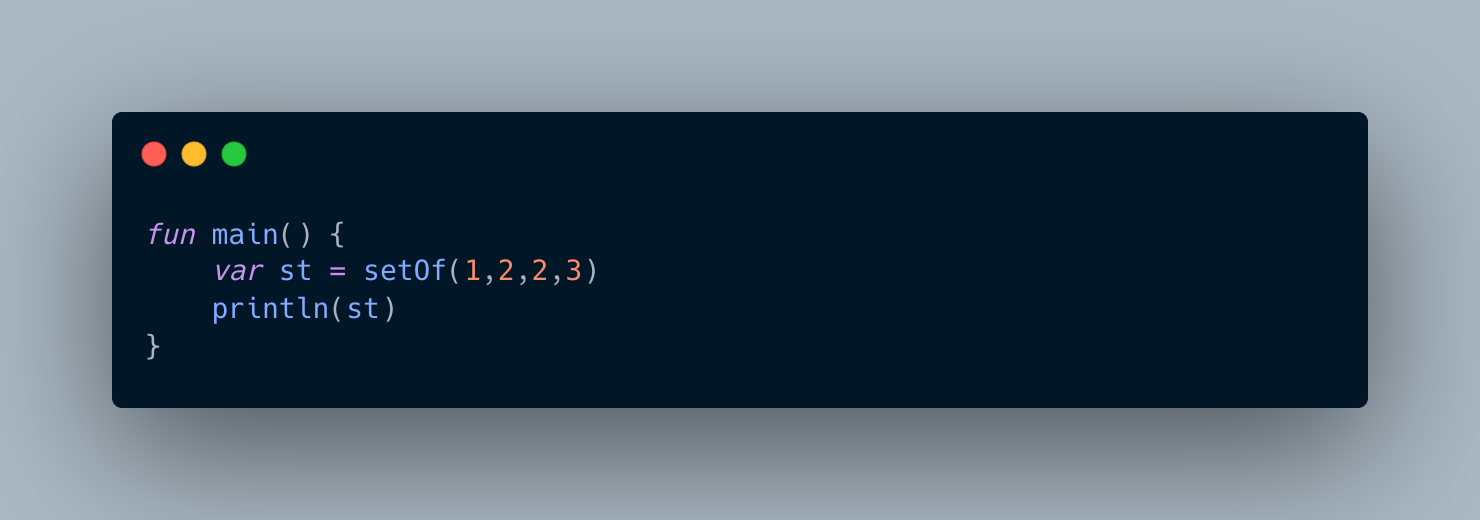 fun main() {
    var st = setOf(1,2,2,3)
    println(st)
}